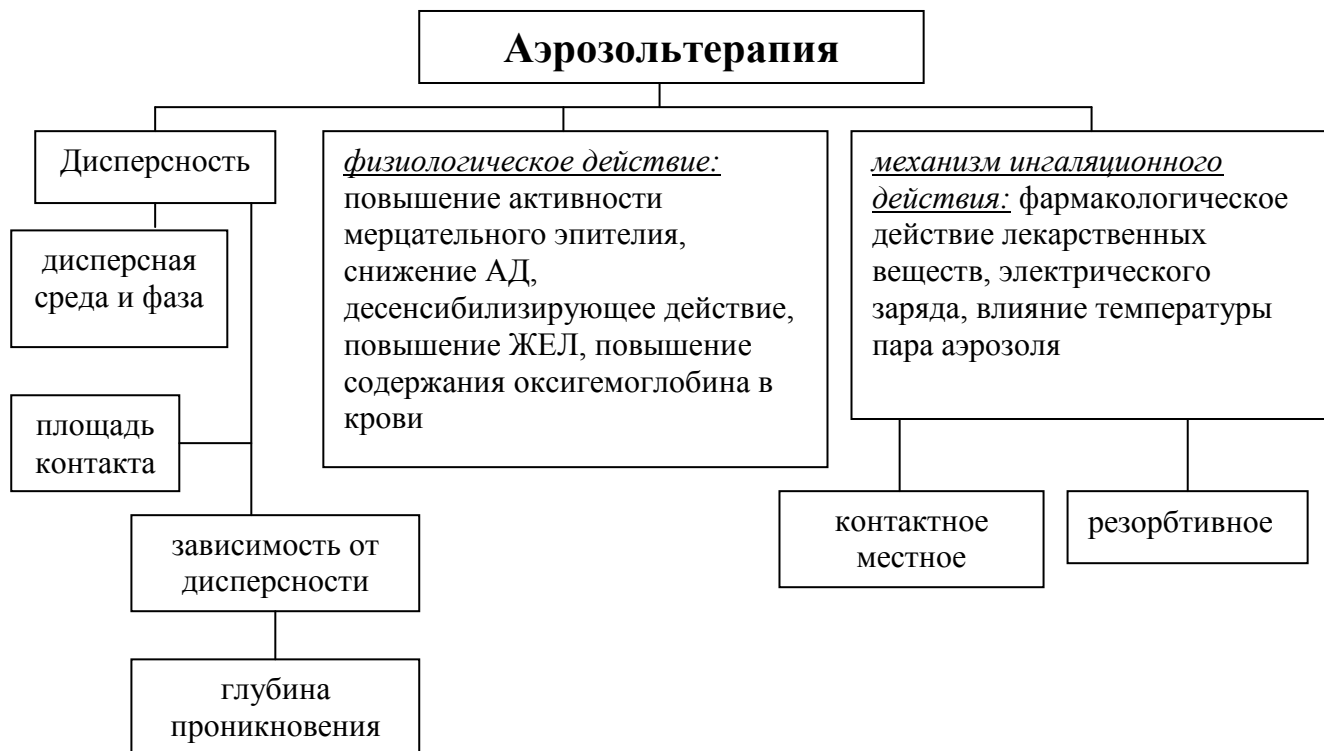 Аэрозольтерапия
Дисперсность
дисперсная
среда и фаза
площадь
контакта
зависимость от
дисперсности
глубина
проникновения
физиологическое действие:
повышение активности
мерцательного эпителия,
снижение АД,
десенсибилизирующее действие,
повышение ЖЕЛ, повышение
содержания оксигемоглобина в
крови
механизм ингаляционного
действия: фармакологическое
действие лекарственных
веществ, электрического
заряда, влияние температуры
пара аэрозоля
контактное
местное
резорбтивное